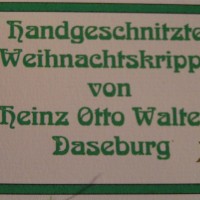 Handgeschnitzte
Weihnachtskripp
von
Heinz Otto Walte
Daseburg